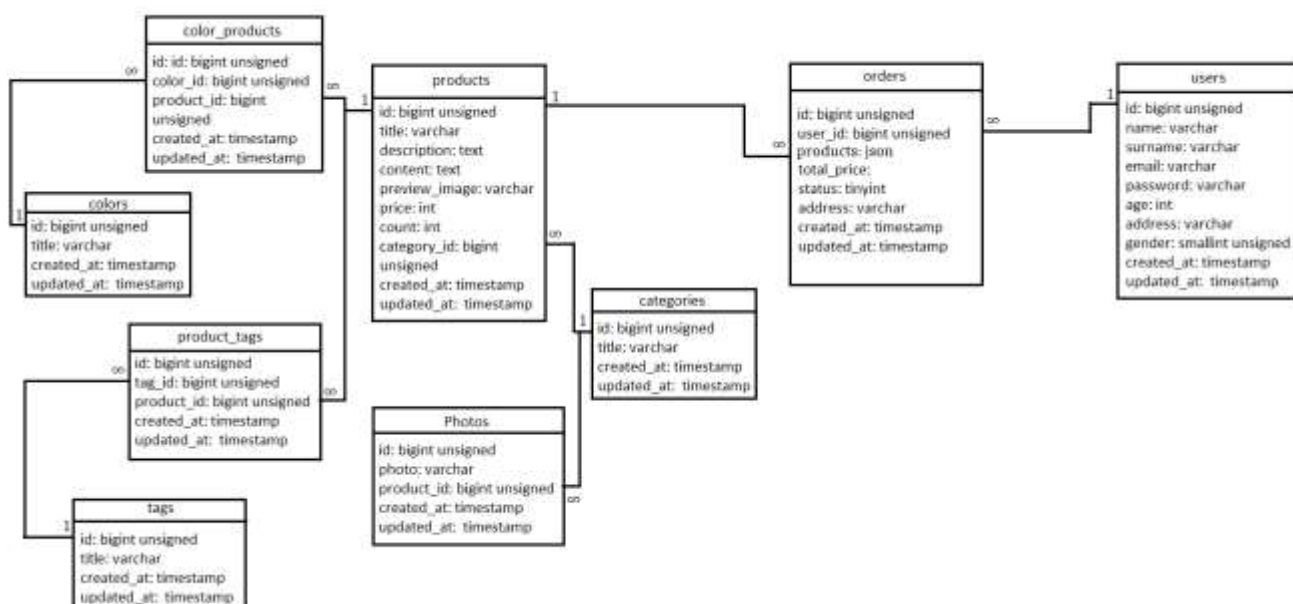 color_products
id: id: bigint unsigned
color_id: bigint unsigned
product_id: bigint
unsigned
created_at: timestamp
updated_at: timestamp
∞
∞
1
colors
id: bigint unsigned
title: varchar
created_at: timestamp
updated_at: timestamp
product_tags
id: bigint unsigned
tag_id: bigint unsigned
product_id: bigint unsigned
created_at: timestamp
updated_at: timestamp
∞
∞
1
tags
id: bigint unsigned
title: varchar
created_at: timestamp
updated_at: timestamp
1
products
1
id: bigint unsigned
title: varchar
description: text
content: text
preview_image: varchar
price: int
count: int
category_id: bigint
unsigned
created_at: timestamp
updated_at: timestamp
∞
1
categories
id: bigint unsigned
title: varchar
created_at: timestamp
updated_at: timestamp
Photos
id: bigint unsigned
photo: varchar
product_id: bigint unsigned
created_at: timestamp
updated_at: timestamp
∞
∞
orders
id: bigint unsigned
user_id: bigint unsigned
products: json
total_price:
status: tinyint
address: varchar
created_at: timestamp
updated_at: timestamp
∞
1
users
id: bigint unsigned
name: varchar
surname: varchar
email: varchar
password: varchar
age: int
address: varchar
gender: smallint unsigned
created_at: timestamp
updated_at: timestamp